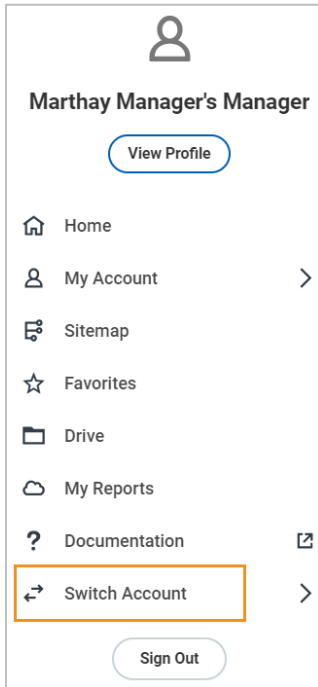 Marthay Manager's Manager
View Profile
Home
My Account
Sitemap
Favorites
Drive
My Reports
Documentation
Switch Account
Sign Out